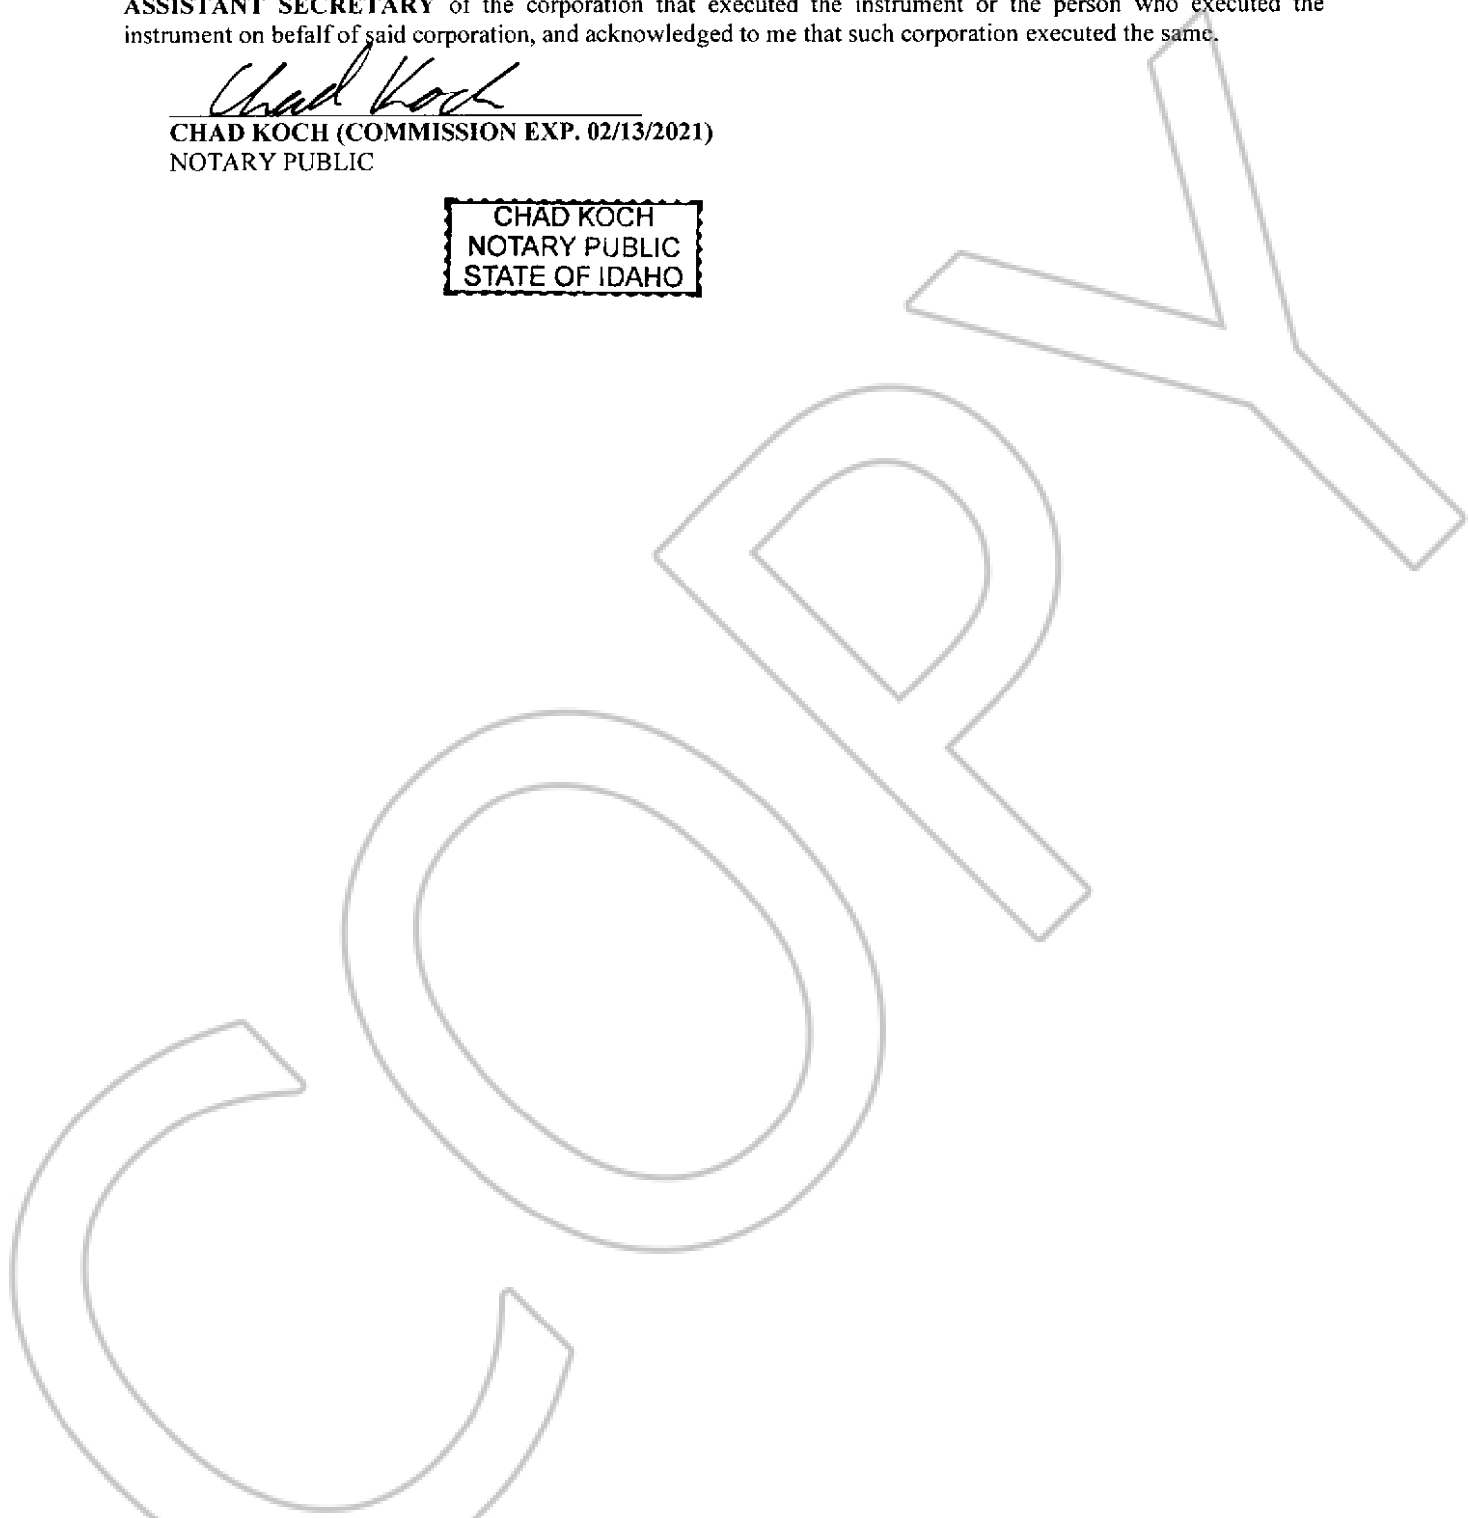 ASSISTANT SECRETARY of the corporation that executed the instrument or the person who executed the
instrument on befalf of said corporation, and acknowledged to me that such corporation executed the same.
Chad Koch
CHAD KOCH (COMMISSION EXP. 02/13/2021)
NOTARY PUBLIC
CHAD KOCH
NOTARY PUBLIC
STATE OF IDAHO
COPY